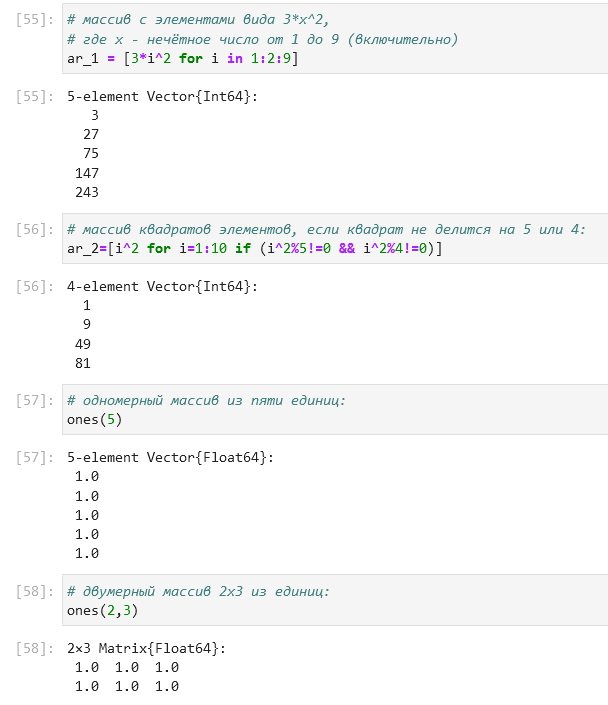 [55]: # массив с элементами вида 3*x^2,
# где x - нечётное число от 1 до 9 (включительно)
ar_1 = [3*i^2 for i in 1:2:9]
[55]: 5-element Vector{Int64}:
3
27
75
147
243
[56]: # массив квадратов элементов, если квадрат не делится на 5 или 4:
ar_2=[i^2 for i=1:10 if (i^2%5!=0 && i^2%4!=0)]
[56]: 4-element Vector{Int64}:
1
9
49
81
[57]: # одномерный массив из пяти единиц:
ones(5)
[57]: 5-element Vector{Float64}:
1.0
1.0
1.0
1.0
1.0
[58]: # двумерный массив 2x3 из единиц:
ones(2,3)
[58]: 2×3 Matrix{Float64}:
1.0 1.0 1.0
1.0 1.0 1.0